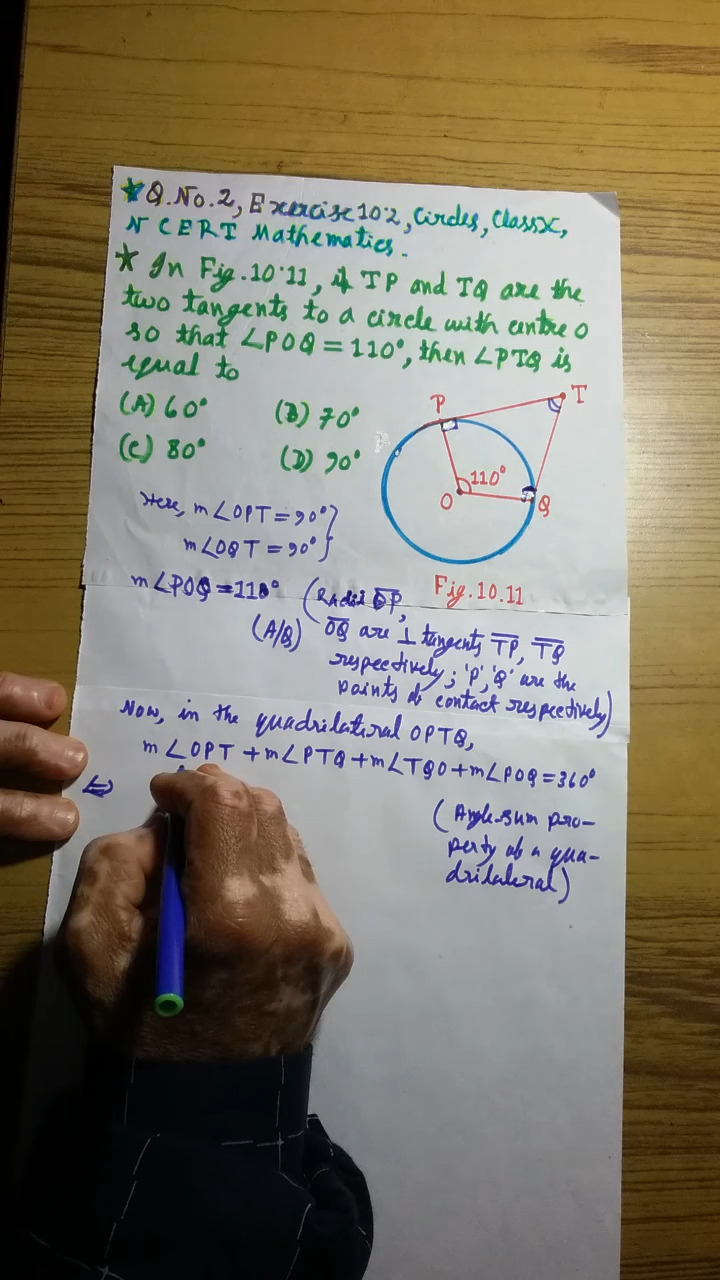 ★ Q.No.2, Exercise 10.2, Circles, Class X,
NCERT Mathematics.
★ In Fig.10.11, if TP and TQ are the
two tangents to a circle with centre O
so that ∠POQ = 110°, then ∠PTQ is
equal to
(A) 60° (B) 70°
(C) 80° (D) 90°
P
T
110°
O
Q
Fig.10.11
Here, m∠OPT = 90°}
m∠OQT = 90°}
m∠POQ = 110° (Radii OP,
(A/Q) OQ are ⊥ tangents TP, TQ
respectively; 'P', 'Q' are the
points of contact respectively)
Now, in the quadrilateral OPTQ,
m∠OPT + m∠PTQ + m∠TQO + m∠POQ = 360°
⇒
(Angle-sum pro-
perty of a qua-
drilateral)